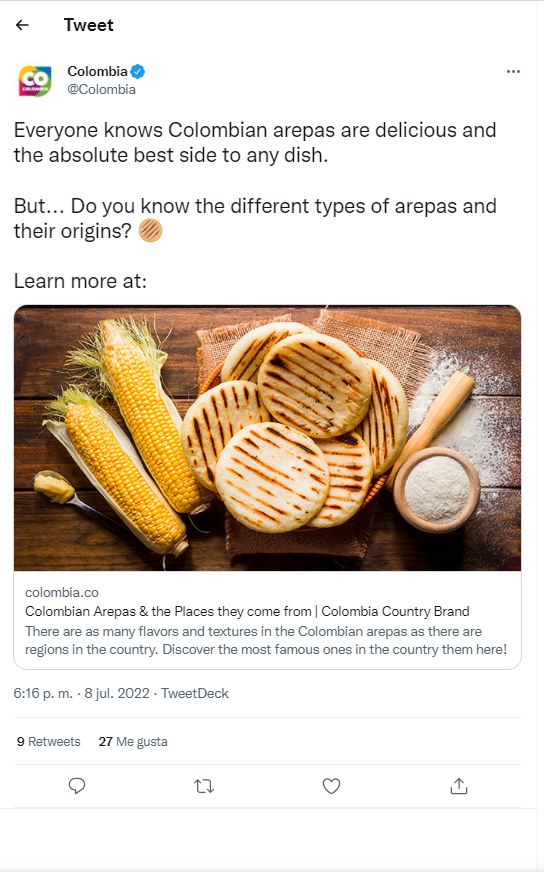 Tweet
CO
COLOMBIA
Colombia
@Colombia
Everyone knows Colombian arepas are delicious and
the absolute best side to any dish.
But… Do you know the different types of arepas and
their origins?
Learn more at:
colombia.co
Colombian Arepas & the Places they come from | Colombia Country Brand
There are as many flavors and textures in the Colombian arepas as there are
regions in the country. Discover the most famous ones in the country them here!
6:16 p. m. · 8 jul. 2022 · TweetDeck
9 Retweets 27 Me gusta